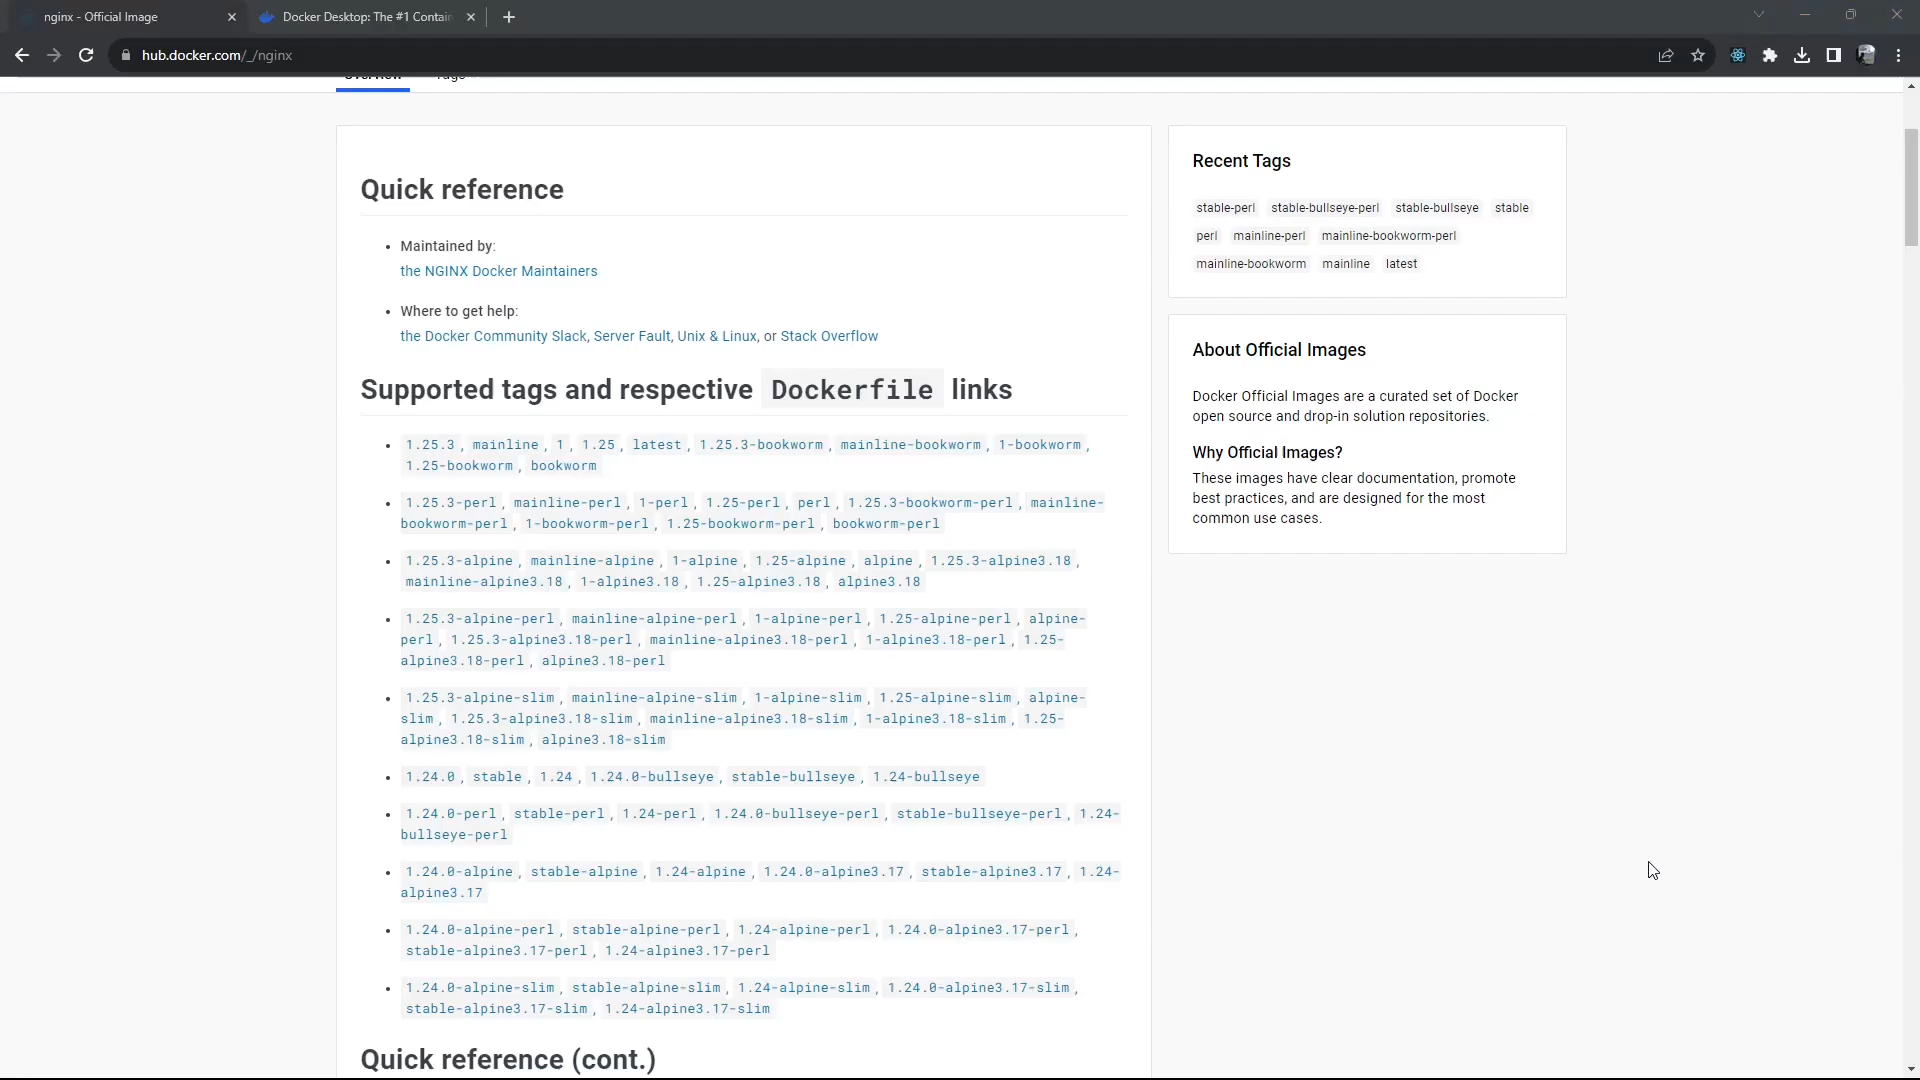 nginx - Official Image
Docker Desktop: The #1 Contain
hub.docker.com/_/nginx
Overview
Tags
Quick reference
Maintained by:
the NGINX Docker Maintainers
Where to get help:
the Docker Community Slack, Server Fault, Unix & Linux, or Stack Overflow
Supported tags and respective Dockerfile links
1.25.3, mainline, 1, 1.25, latest, 1.25.3-bookworm, mainline-bookworm, 1-bookworm,
1.25-bookworm, bookworm
1.25.3-perl, mainline-perl, 1-perl, 1.25-perl, perl, 1.25.3-bookworm-perl, mainline-
bookworm-perl, 1-bookworm-perl, 1.25-bookworm-perl, bookworm-perl
1.25.3-alpine, mainline-alpine, 1-alpine, 1.25-alpine, alpine, 1.25.3-alpine3.18,
mainline-alpine3.18, 1-alpine3.18, 1.25-alpine3.18, alpine3.18
1.25.3-alpine-perl, mainline-alpine-perl, 1-alpine-perl, 1.25-alpine-perl, alpine-
perl, 1.25.3-alpine3.18-perl, mainline-alpine3.18-perl, 1-alpine3.18-perl, 1.25-
alpine3.18-perl, alpine3.18-perl
1.25.3-alpine-slim, mainline-alpine-slim, 1-alpine-slim, 1.25-alpine-slim, alpine-
slim, 1.25.3-alpine3.18-slim, mainline-alpine3.18-slim, 1-alpine3.18-slim, 1.25-
alpine3.18-slim, alpine3.18-slim
1.24.0, stable, 1.24, 1.24.0-bullseye, stable-bullseye, 1.24-bullseye
1.24.0-perl, stable-perl, 1.24-perl, 1.24.0-bullseye-perl, stable-bullseye-perl, 1.24-
bullseye-perl
1.24.0-alpine, stable-alpine, 1.24-alpine, 1.24.0-alpine3.17, stable-alpine3.17, 1.24-
alpine3.17
1.24.0-alpine-perl, stable-alpine-perl, 1.24-alpine-perl, 1.24.0-alpine3.17-perl,
stable-alpine3.17-perl, 1.24-alpine3.17-perl
1.24.0-alpine-slim, stable-alpine-slim, 1.24-alpine-slim, 1.24.0-alpine3.17-slim,
stable-alpine3.17-slim, 1.24-alpine3.17-slim
Quick reference (cont.)
Recent Tags
stable-perl stable-bullseye-perl stable-bullseye stable
perl mainline-perl mainline-bookworm-perl
mainline-bookworm mainline latest
About Official Images
Docker Official Images are a curated set of Docker
open source and drop-in solution repositories.
Why Official Images?
These images have clear documentation, promote
best practices, and are designed for the most
common use cases.